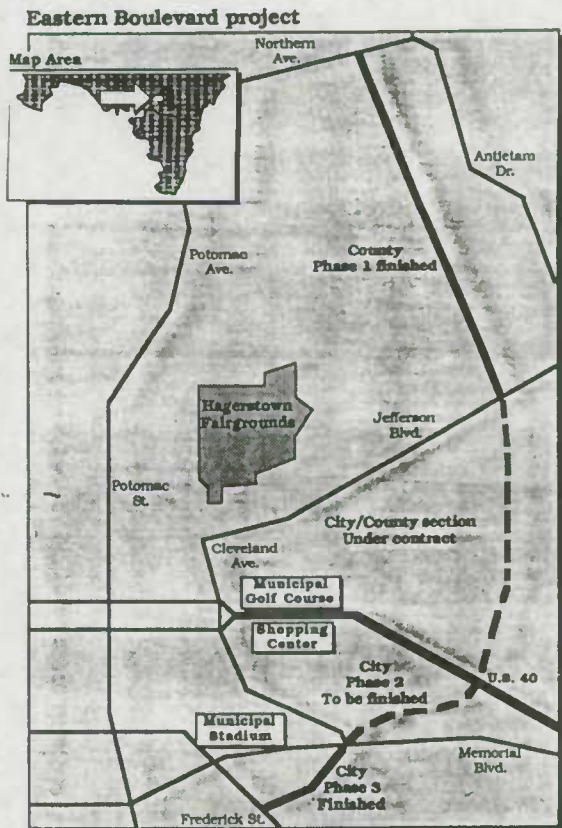 Eastern Boulevard project
Map Area
Northern
Ave.
Antietam
Dr.
Potomac
Ave.
County
Phase 1 finished
Hagerstown
Fairgrounds
Jefferson
Blvd.
Potomac
St.
City/County section
Under contract
Cleveland
Ave.
Municipal
Golf Course
Shopping
Center
City
Phase 2
To be finished
U.S. 40
Municipal
Stadium
Memorial
Blvd.
City
Phase 3
Finished
Frederick St.